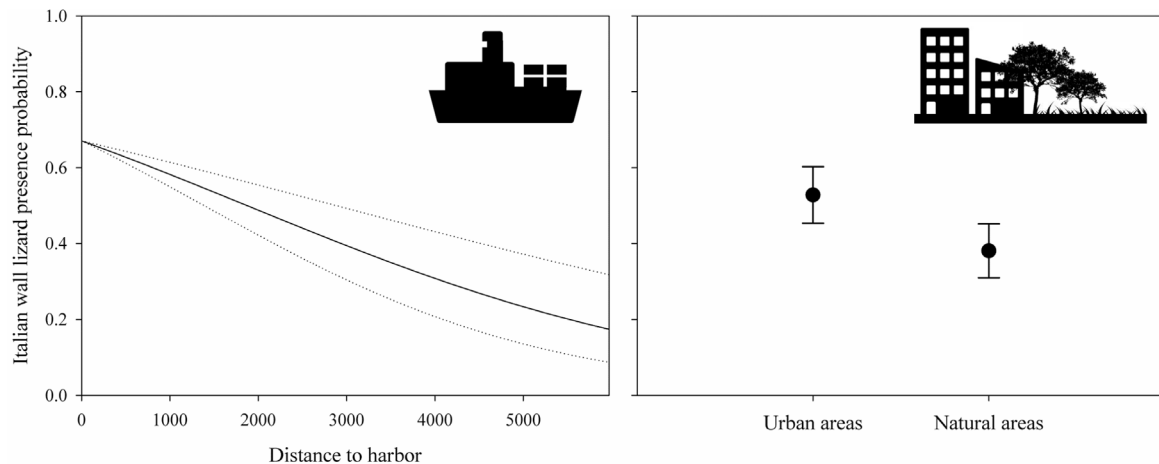 Italian wall lizard presence probability
1.0
0.8
0.6
0.4
0.2
0.0
0 1000 2000 3000 4000 5000
Distance to harbor
Urban areas Natural areas